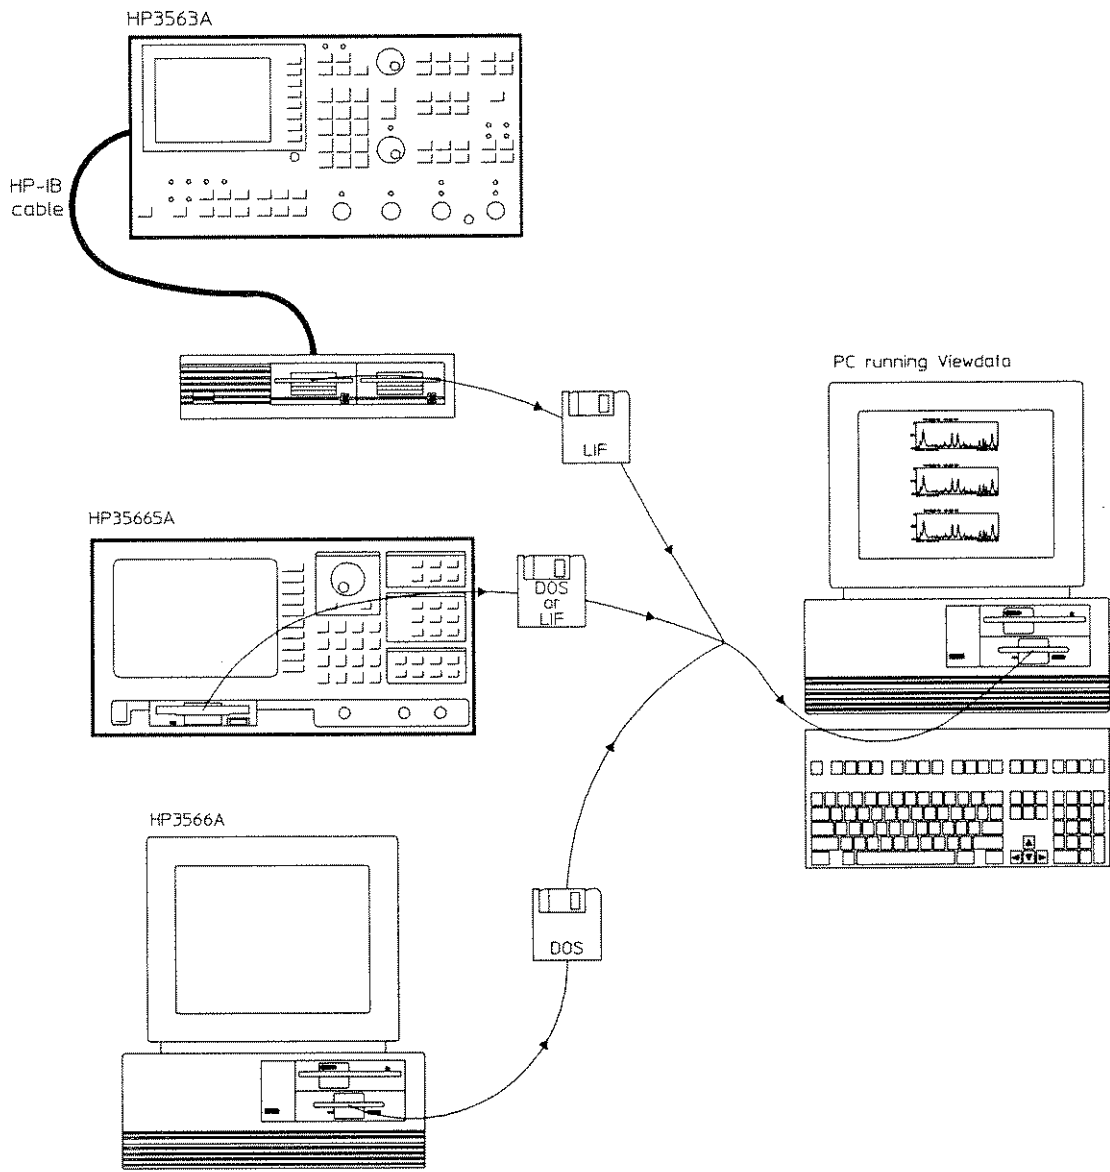 HP3563A
HP-IB
cable
PC running Viewdata
LIF
HP35665A
DOS
or
LIF
HP3566A
DOS